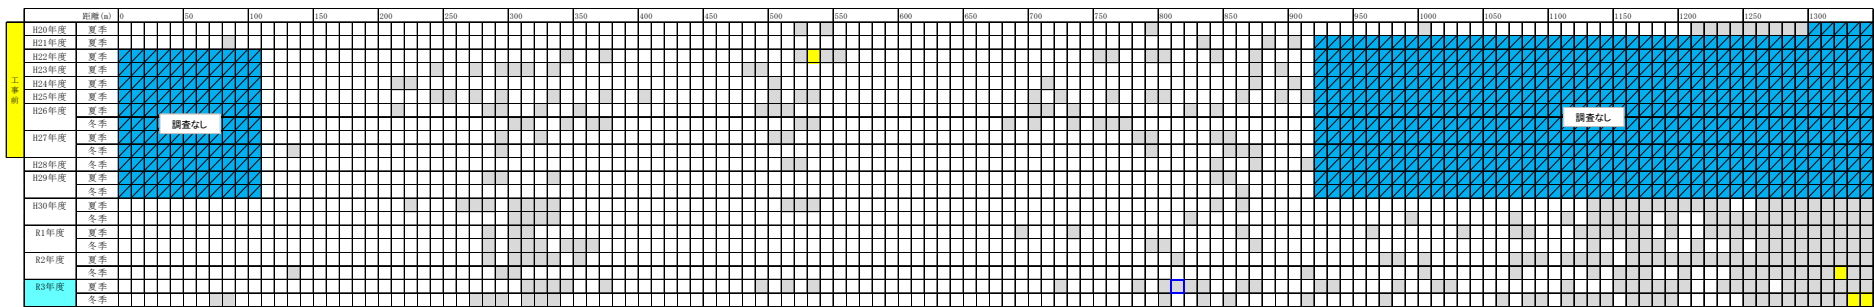 距離(m) 0 50 100 150 200 250 300 350 400 450 500 550 600 650 700 750 800 850 900 950 1000 1050 1100 1150 1200 1250 1300
工事前
H20年度 夏季
H21年度 夏季
H22年度 夏季
H23年度 夏季
H24年度 夏季
H25年度 夏季
H26年度 夏季
冬季
調査なし
調査なし
H27年度 夏季
冬季
H28年度 冬季
H29年度 夏季
冬季
H30年度 夏季
冬季
R1年度 夏季
冬季
R2年度 夏季
冬季
R3年度 夏季
冬季